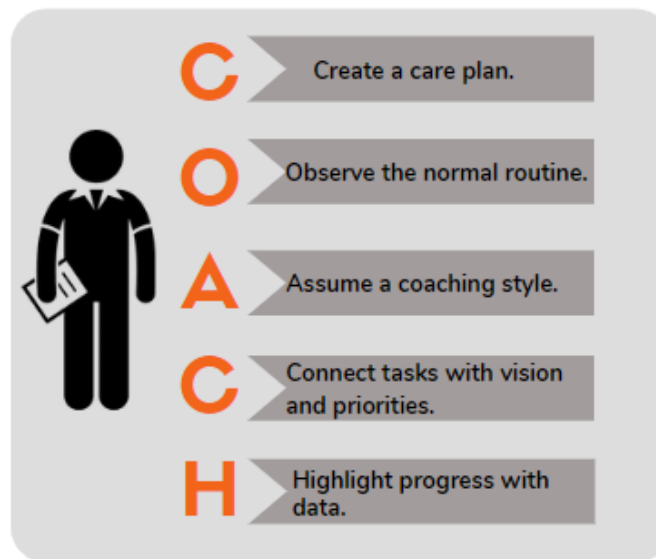 C
Create a care plan.
O
Observe the normal routine.
A
Assume a coaching style.
C
Connect tasks with vision
and priorities.
H
Highlight progress with
data.